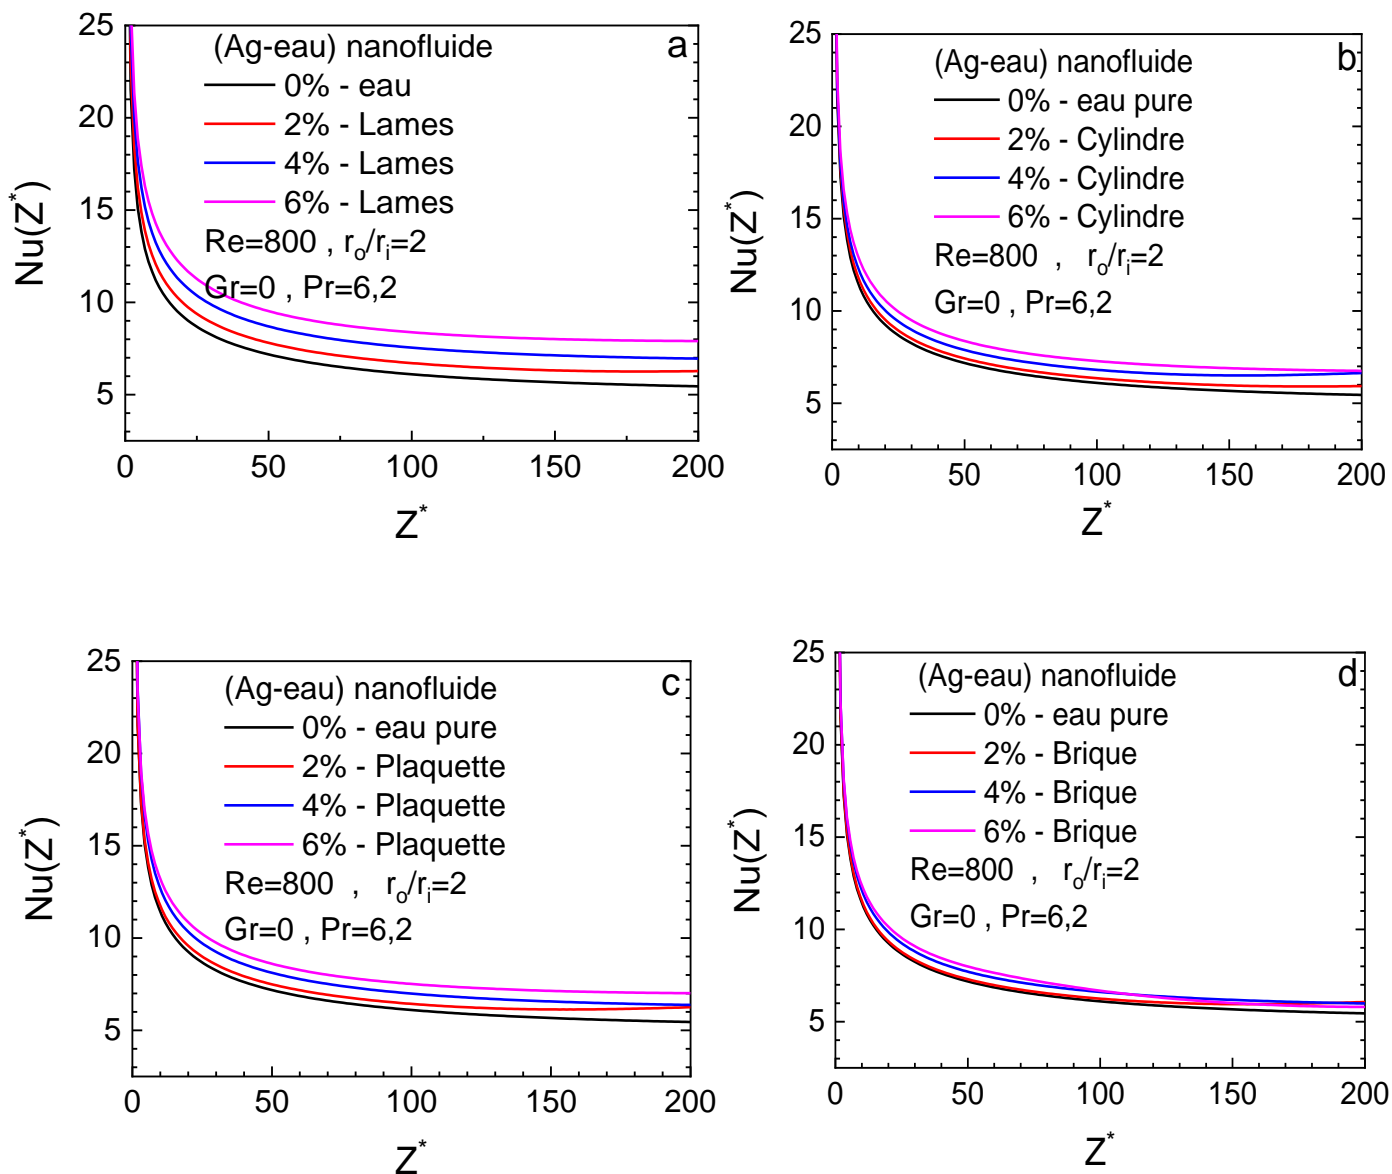 25
20
15
10
5
0
50
100
150
200
Nu(Z*)
Z*
a
(Ag-eau) nanofluide
0% - eau
2% - Lames
4% - Lames
6% - Lames
Re=800 , ro/ri=2
Gr=0 , Pr=6,2
25
20
15
10
5
0
50
100
150
200
Nu(Z*)
Z*
b
(Ag-eau) nanofluide
0% - eau pure
2% - Cylindre
4% - Cylindre
6% - Cylindre
Re=800 , ro/ri=2
Gr=0 , Pr=6,2
25
20
15
10
5
0
50
100
150
200
Nu(Z*)
Z*
c
(Ag-eau) nanofluide
0% - eau pure
2% - Plaquette
4% - Plaquette
6% - Plaquette
Re=800 , ro/ri=2
Gr=0 , Pr=6,2
25
20
15
10
5
0
50
100
150
200
Nu(Z*)
Z*
d
(Ag-eau) nanofluide
0% - eau pure
2% - Brique
4% - Brique
6% - Brique
Re=800 , ro/ri=2
Gr=0 , Pr=6,2